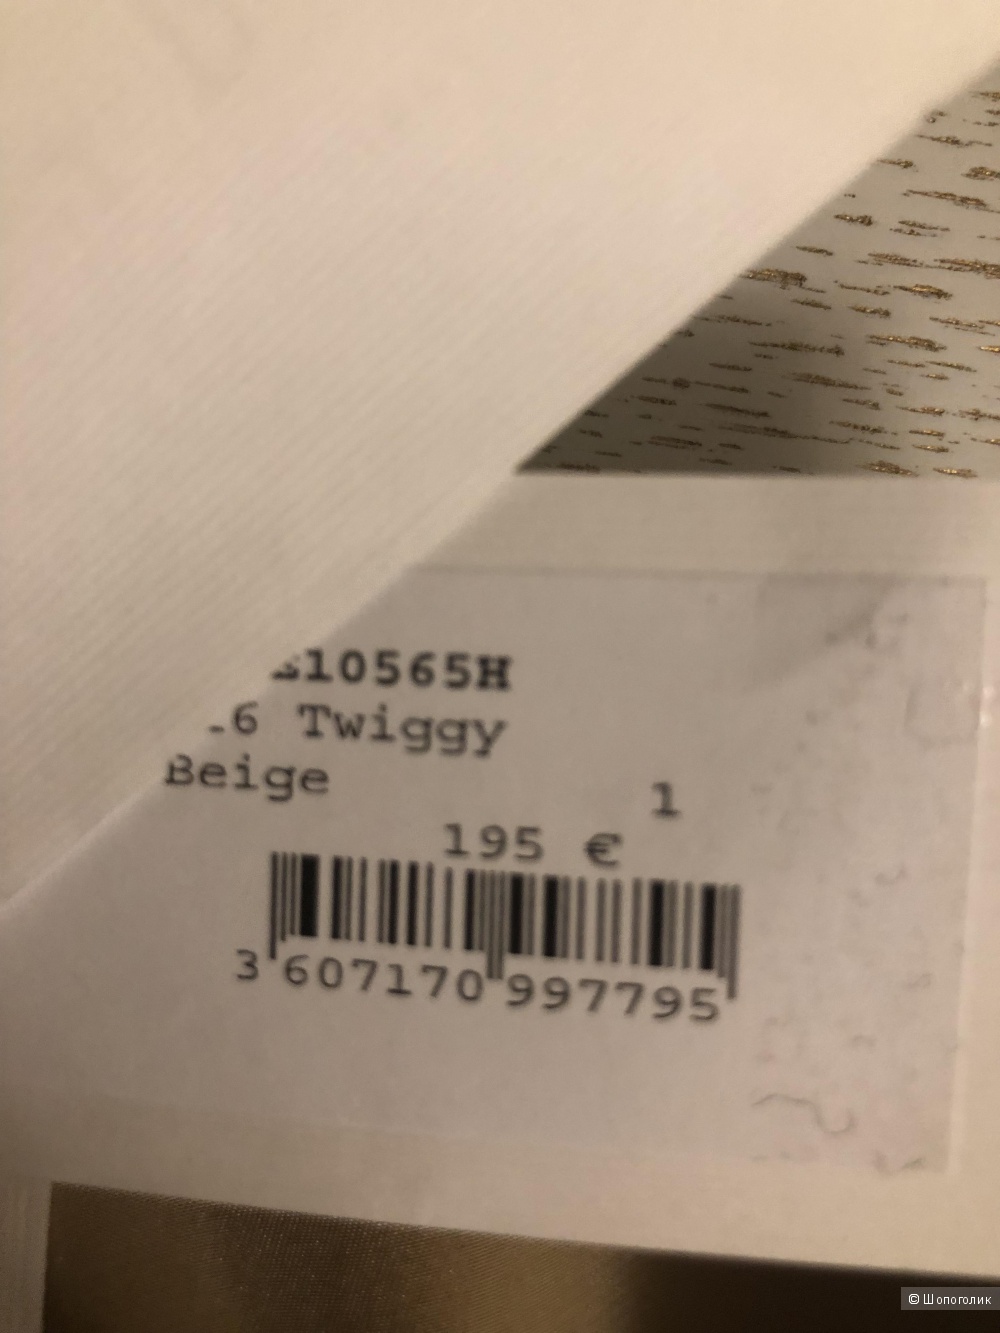 10565H
6 Twiggy
Beige
1
195 €
3 607170 997795
© Шопоголик